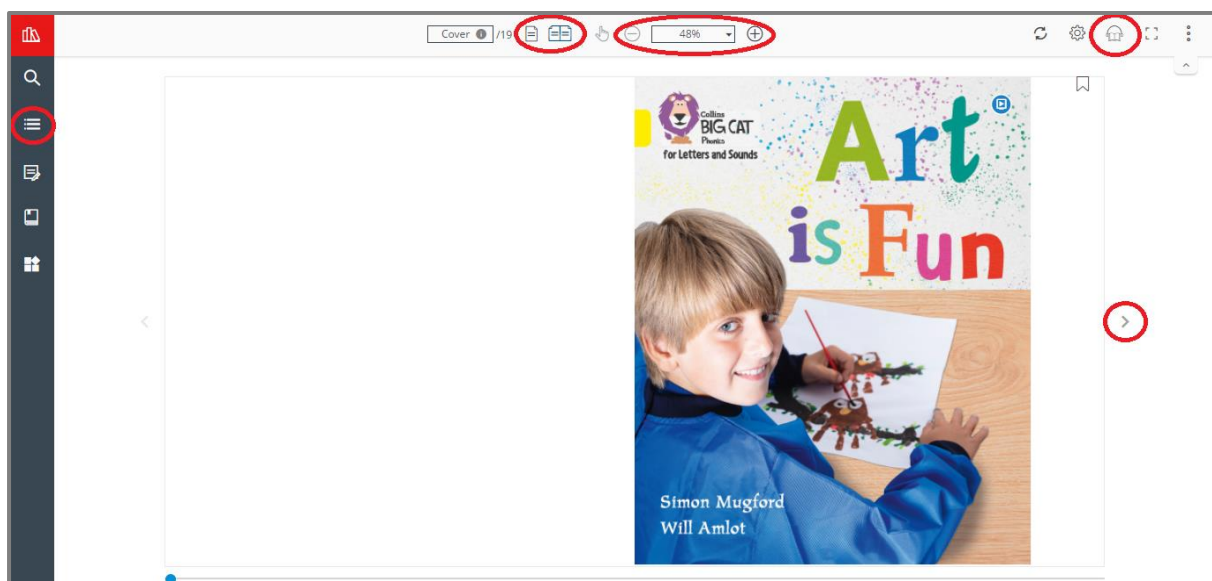 Cover /19
48%
Collins
BIG CAT
Phonics
for Letters and Sounds
Art
is Fun
Simon Mugford
Will Amlot